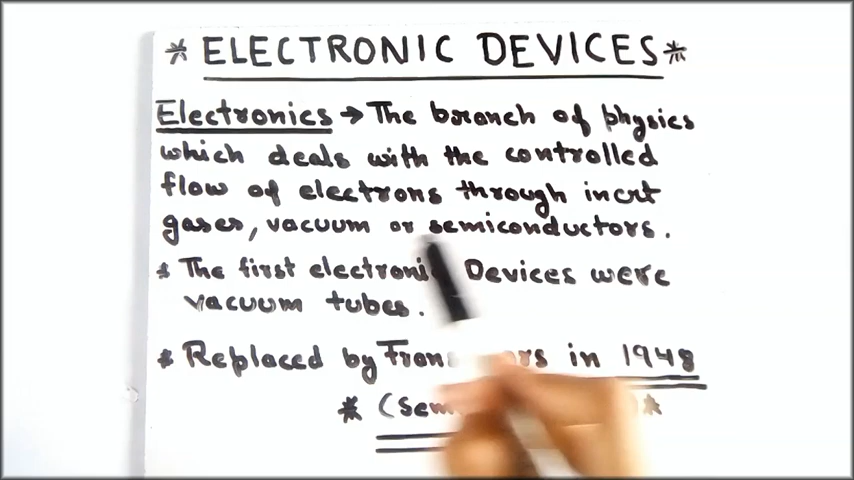 * ELECTRONIC DEVICES *
Electronics → The branch of physics
which deals with the controlled
flow of electrons through inert
gases, vacuum or semiconductors.
* The first electronic Devices were
vacuum tubes.
* Replaced by in 1948
* ( *